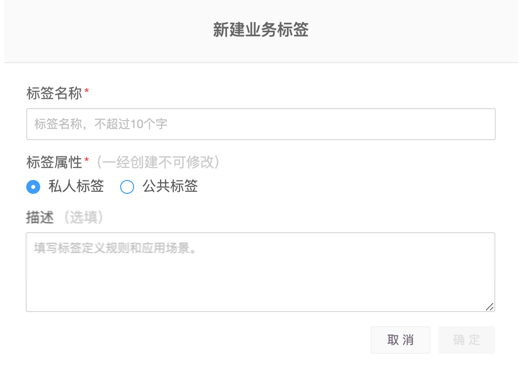 新建业务标签
标签名称*
标签名称，不超过10个字
标签属性*（一经创建不可修改）
私人标签 公共标签
描述（选填）
填写标签定义规则和应用场景。
取消 确定